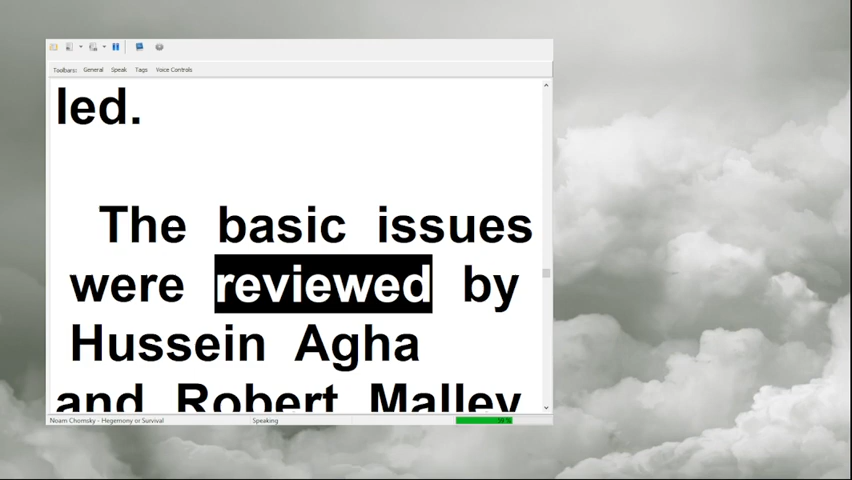 Toolbars: General Speak Tags Voice Controls
led.
The basic issues
were reviewed by
Hussein Agha
and Robert Malley
Noam Chomsky - Hegemony or Survival Speaking 59 %